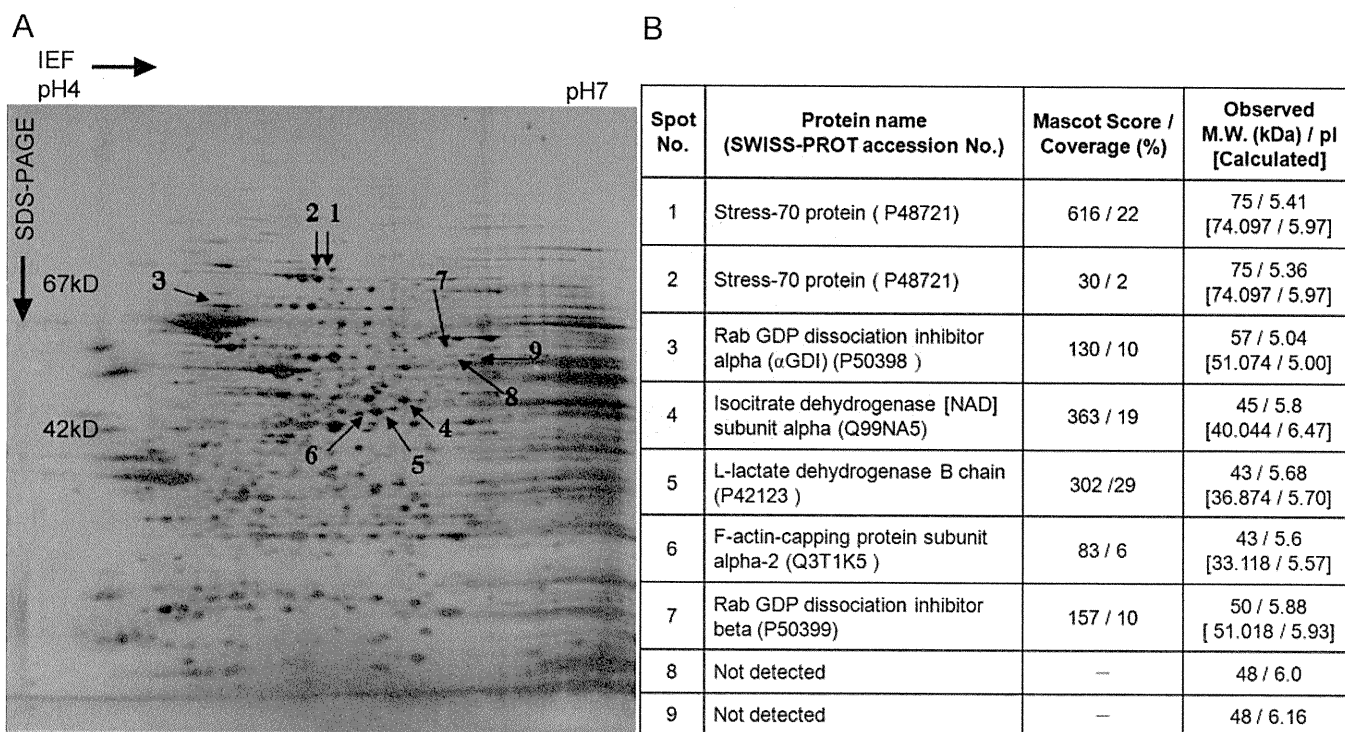 A
IEF
pH4
pH7
SDS-PAGE
2 1
3
67kD
7
9
8
42kD
4
6
5
B
Spot No.
Protein name (SWISS-PROT accession No.)
Mascot Score / Coverage (%)
Observed M.W. (kDa) / pI [Calculated]
1
Stress-70 protein ( P48721)
616 / 22
75 / 5.41
[74.097 / 5.97]
2
Stress-70 protein ( P48721)
30 / 2
75 / 5.36
[74.097 / 5.97]
3
Rab GDP dissociation inhibitor
alpha (αGDI) (P50398 )
130 / 10
57 / 5.04
[51.074 / 5.00]
4
Isocitrate dehydrogenase [NAD]
subunit alpha (Q99NA5)
363 / 19
45 / 5.8
[40.044 / 6.47]
5
L-lactate dehydrogenase B chain
(P42123 )
302 /29
43 / 5.68
[36.874 / 5.70]
6
F-actin-capping protein subunit
alpha-2 (Q3T1K5 )
83 / 6
43 / 5.6
[33.118 / 5.57]
7
Rab GDP dissociation inhibitor
beta (P50399)
157 / 10
50 / 5.88
[ 51.018 / 5.93]
8
Not detected
—
48 / 6.0
9
Not detected
—
48 / 6.16